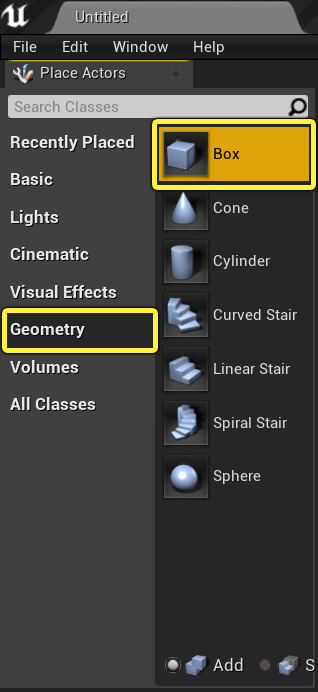 Untitled
File Edit Window Help
Place Actors
Search Classes
Recently Placed
Basic
Lights
Cinematic
Visual Effects
Geometry
Volumes
All Classes
Box
Cone
Cylinder
Curved Stair
Linear Stair
Spiral Stair
Sphere
Add S